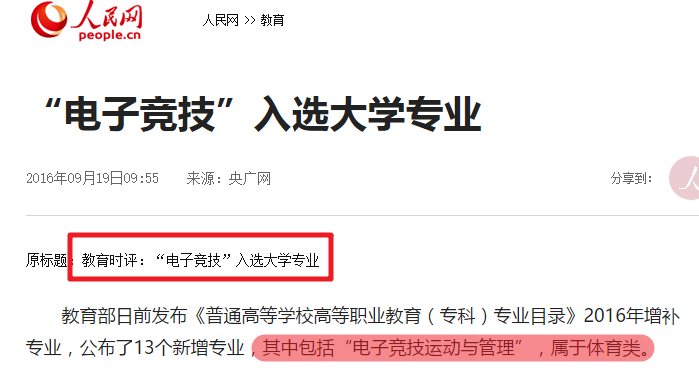 人民网
people.cn
人民网 >> 教育
“电子竞技”入选大学专业
2016年09月19日09:55 来源：央广网 分享到：
人
原标题：教育时评：“电子竞技”入选大学专业
教育部日前发布《普通高等学校高等职业教育（专科）专业目录》2016年增补
专业，公布了13个新增专业，其中包括“电子竞技运动与管理”，属于体育类。